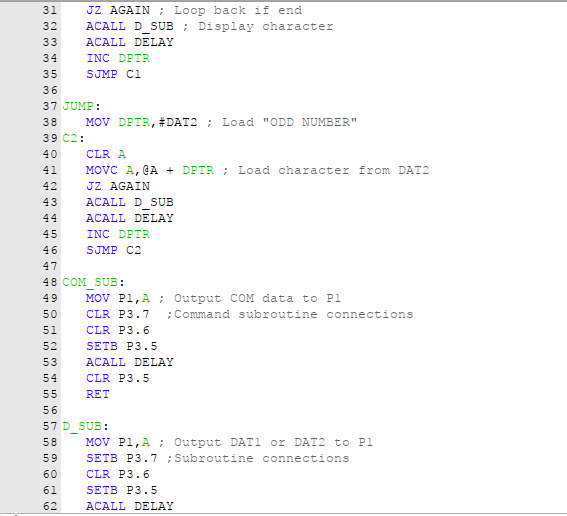 31 JZ AGAIN ; Loop back if end
32 ACALL D_SUB ; Display character
33 ACALL DELAY
34 INC DPTR
35 SJMP C1
36
37 JUMP:
38 MOV DPTR,#DAT2 ; Load "ODD NUMBER"
39 C2:
40 CLR A
41 MOVC A,@A + DPTR ; Load character from DAT2
42 JZ AGAIN
43 ACALL D_SUB
44 ACALL DELAY
45 INC DPTR
46 SJMP C2
47
48 COM_SUB:
49 MOV P1,A ; Output COM data to P1
50 CLR P3.7 ;Command subroutine connections
51 CLR P3.6
52 SETB P3.5
53 ACALL DELAY
54 CLR P3.5
55 RET
56
57 D_SUB:
58 MOV P1,A ; Output DAT1 or DAT2 to P1
59 SETB P3.7 ;Subroutine connections
60 CLR P3.6
61 SETB P3.5
62 ACALL DELAY